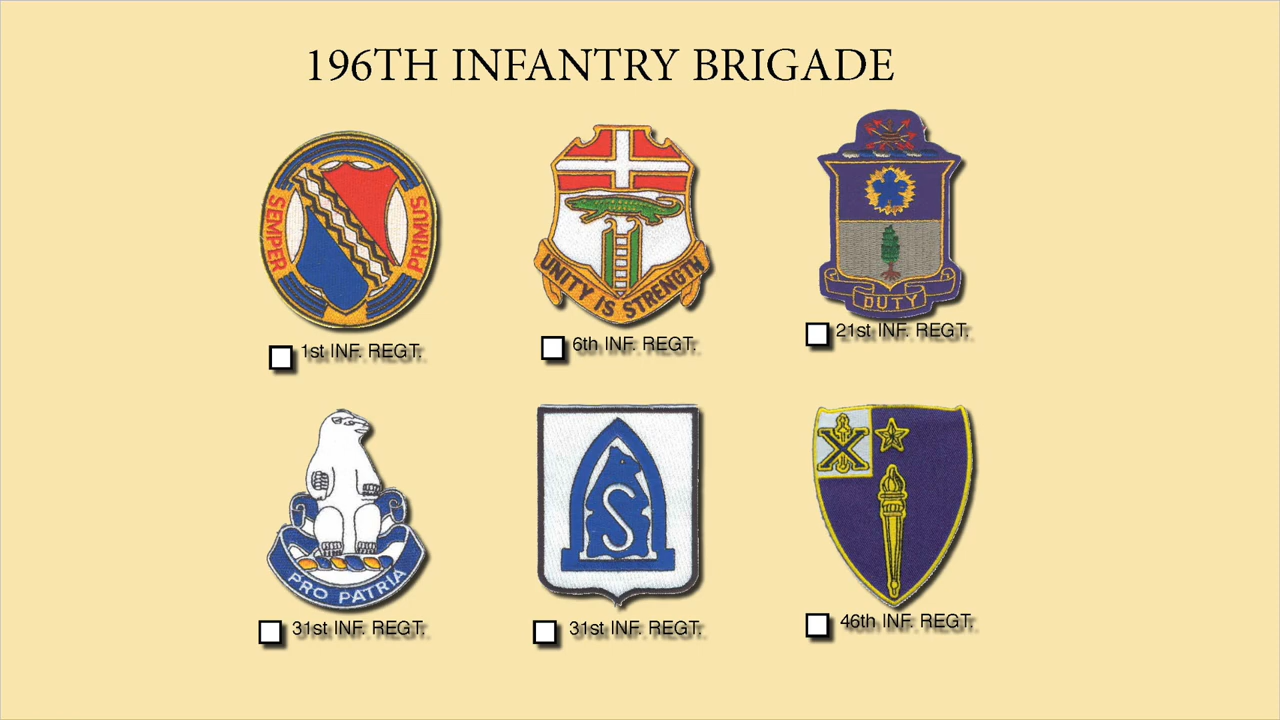 196TH INFANTRY BRIGADE
SEMPER PRIMUS
UNITY IS STRENGTH
DUTY
1st INF. REGT.
6th INF. REGT.
21st INF. REGT.
PRO PATRIA
S
X
31st INF. REGT.
31st INF. REGT.
46th INF. REGT.